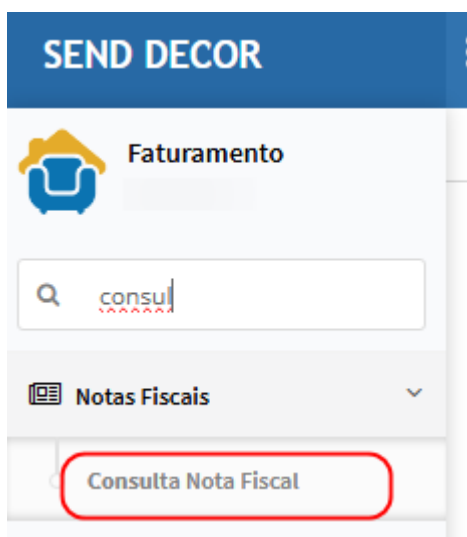 SEND DECOR
Faturamento
consul
Notas Fiscais
Consulta Nota Fiscal